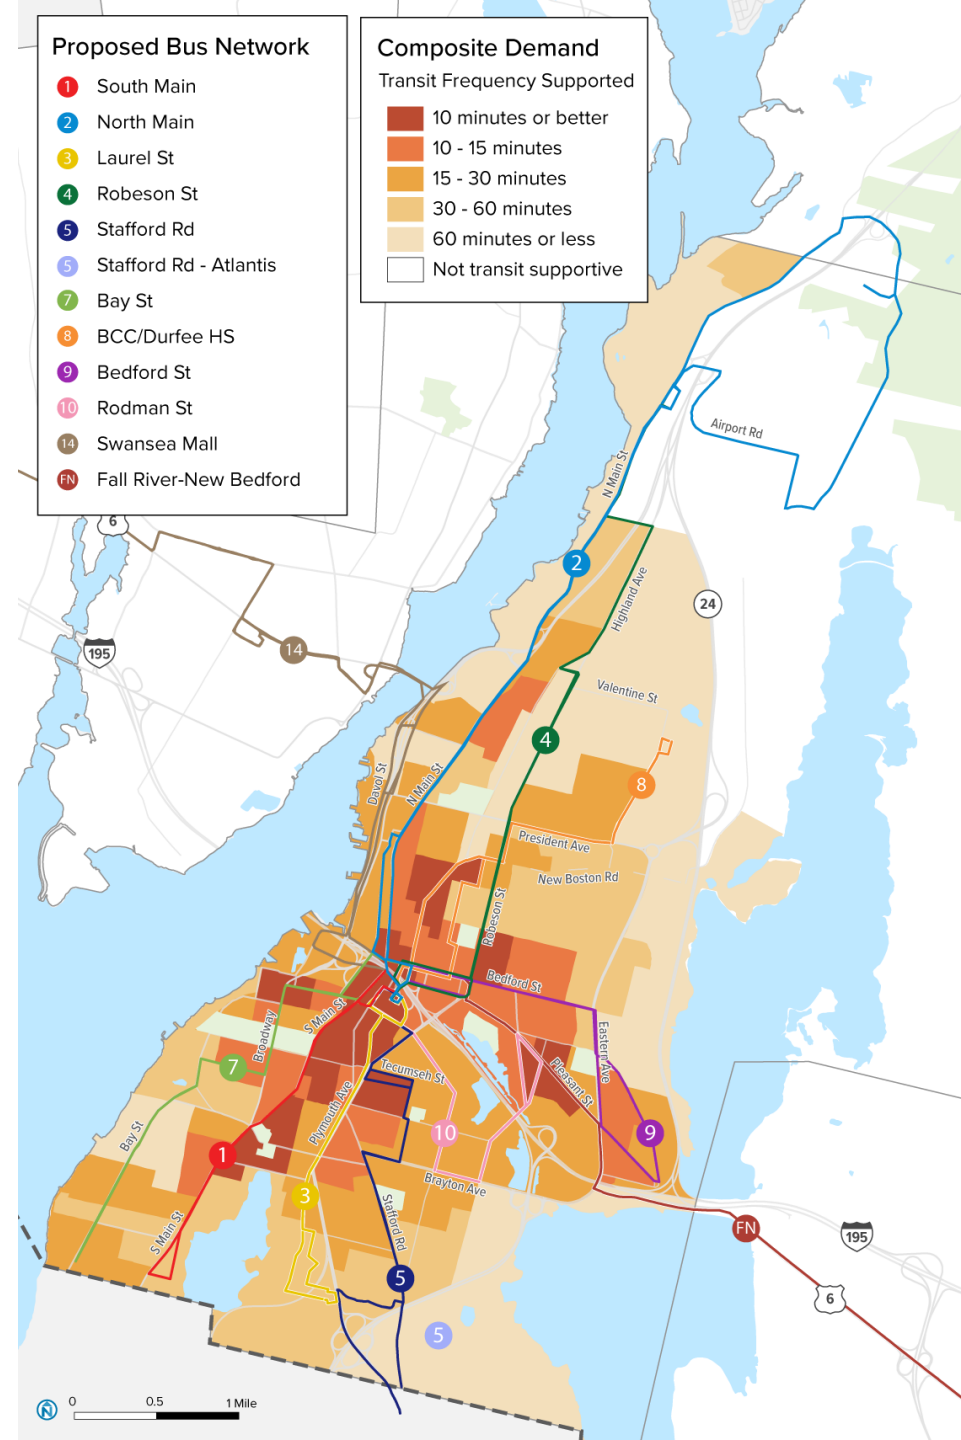 Proposed Bus Network
1 South Main
2 North Main
3 Laurel St
4 Robeson St
5 Stafford Rd
5 Stafford Rd - Atlantis
7 Bay St
8 BCC/Durfee HS
9 Bedford St
10 Rodman St
14 Swansea Mall
FN Fall River-New Bedford
Composite Demand
Transit Frequency Supported
10 minutes or better
10 - 15 minutes
15 - 30 minutes
30 - 60 minutes
60 minutes or less
Not transit supportive
Airport Rd
N Main St
6
2
Highland Ave
24
195
14
Valentine St
4
Davol St
N Main St
8
President Ave
New Boston Rd
Robeson St
Bedford St
S Main St
Broadway
Eastern Ave
7
Tecumseh St
Pleasant St
Plymouth Ave
Bay St
10
9
1
Brayton Ave
3
Stafford Rd
S Main St
FN
195
5
6
5
N
0 0.5 1 Mile